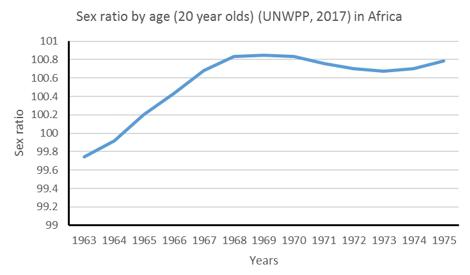 Sex ratio by age (20 year olds) (UNWPP, 2017) in Africa
101
100.8
100.6
100.4
100.2
100
99.8
99.6
99.4
99.2
99
Sex ratio
1963 1964 1965 1966 1967 1968 1969 1970 1971 1972 1973 1974 1975
Years